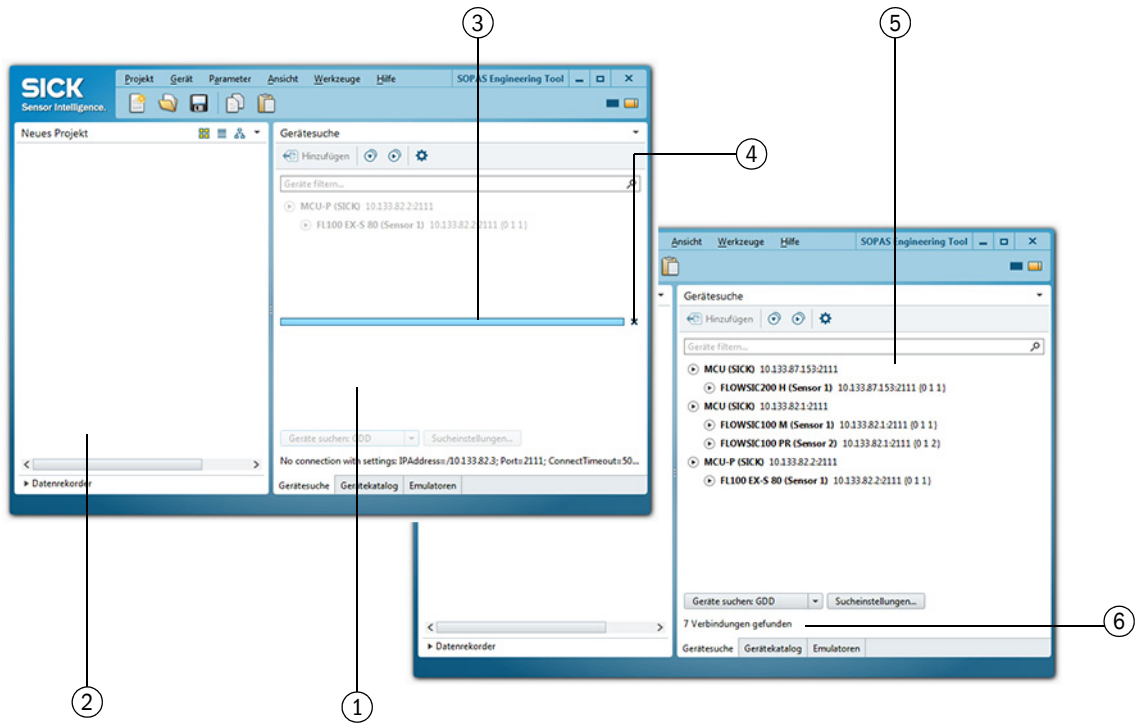 3
5
SICK
Sensor Intelligence.
Projekt Gerät Parameter Ansicht Werkzeuge Hilfe SOPAS Engineering Tool
Neues Projekt
Gerätesuche
Hinzufügen
4
Geräte filtern...
MCU-P (SICK) 10.133.82.2:2111
FL100 EX-S 80 (Sensor 1) 10.133.82.2:2111 {0 1 1}
Geräte suchen: GDD
Sucheinstellungen...
No connection with settings: IPAddress=/10.133.82.3; Port=2111; ConnectTimeout=50...
Datenrekorder
Gerätesuche Gerätekatalog Emulatoren
Ansicht Werkzeuge Hilfe SOPAS Engineering Tool
Gerätesuche
Hinzufügen
Geräte filtern...
MCU (SICK) 10.133.87.153:2111
FLOWSIC200 H (Sensor 1) 10.133.87.153:2111 {0 1 1}
MCU (SICK) 10.133.82.1:2111
FLOWSIC100 M (Sensor 1) 10.133.82.1:2111 {0 1 1}
FLOWSIC100 PR (Sensor 2) 10.133.82.1:2111 {0 1 2}
MCU-P (SICK) 10.133.82.2:2111
FL100 EX-S 80 (Sensor 1) 10.133.82.2:2111 {0 1 1}
Geräte suchen: GDD
Sucheinstellungen...
7 Verbindungen gefunden
6
Datenrekorder
Gerätesuche Gerätekatalog Emulatoren
2
1